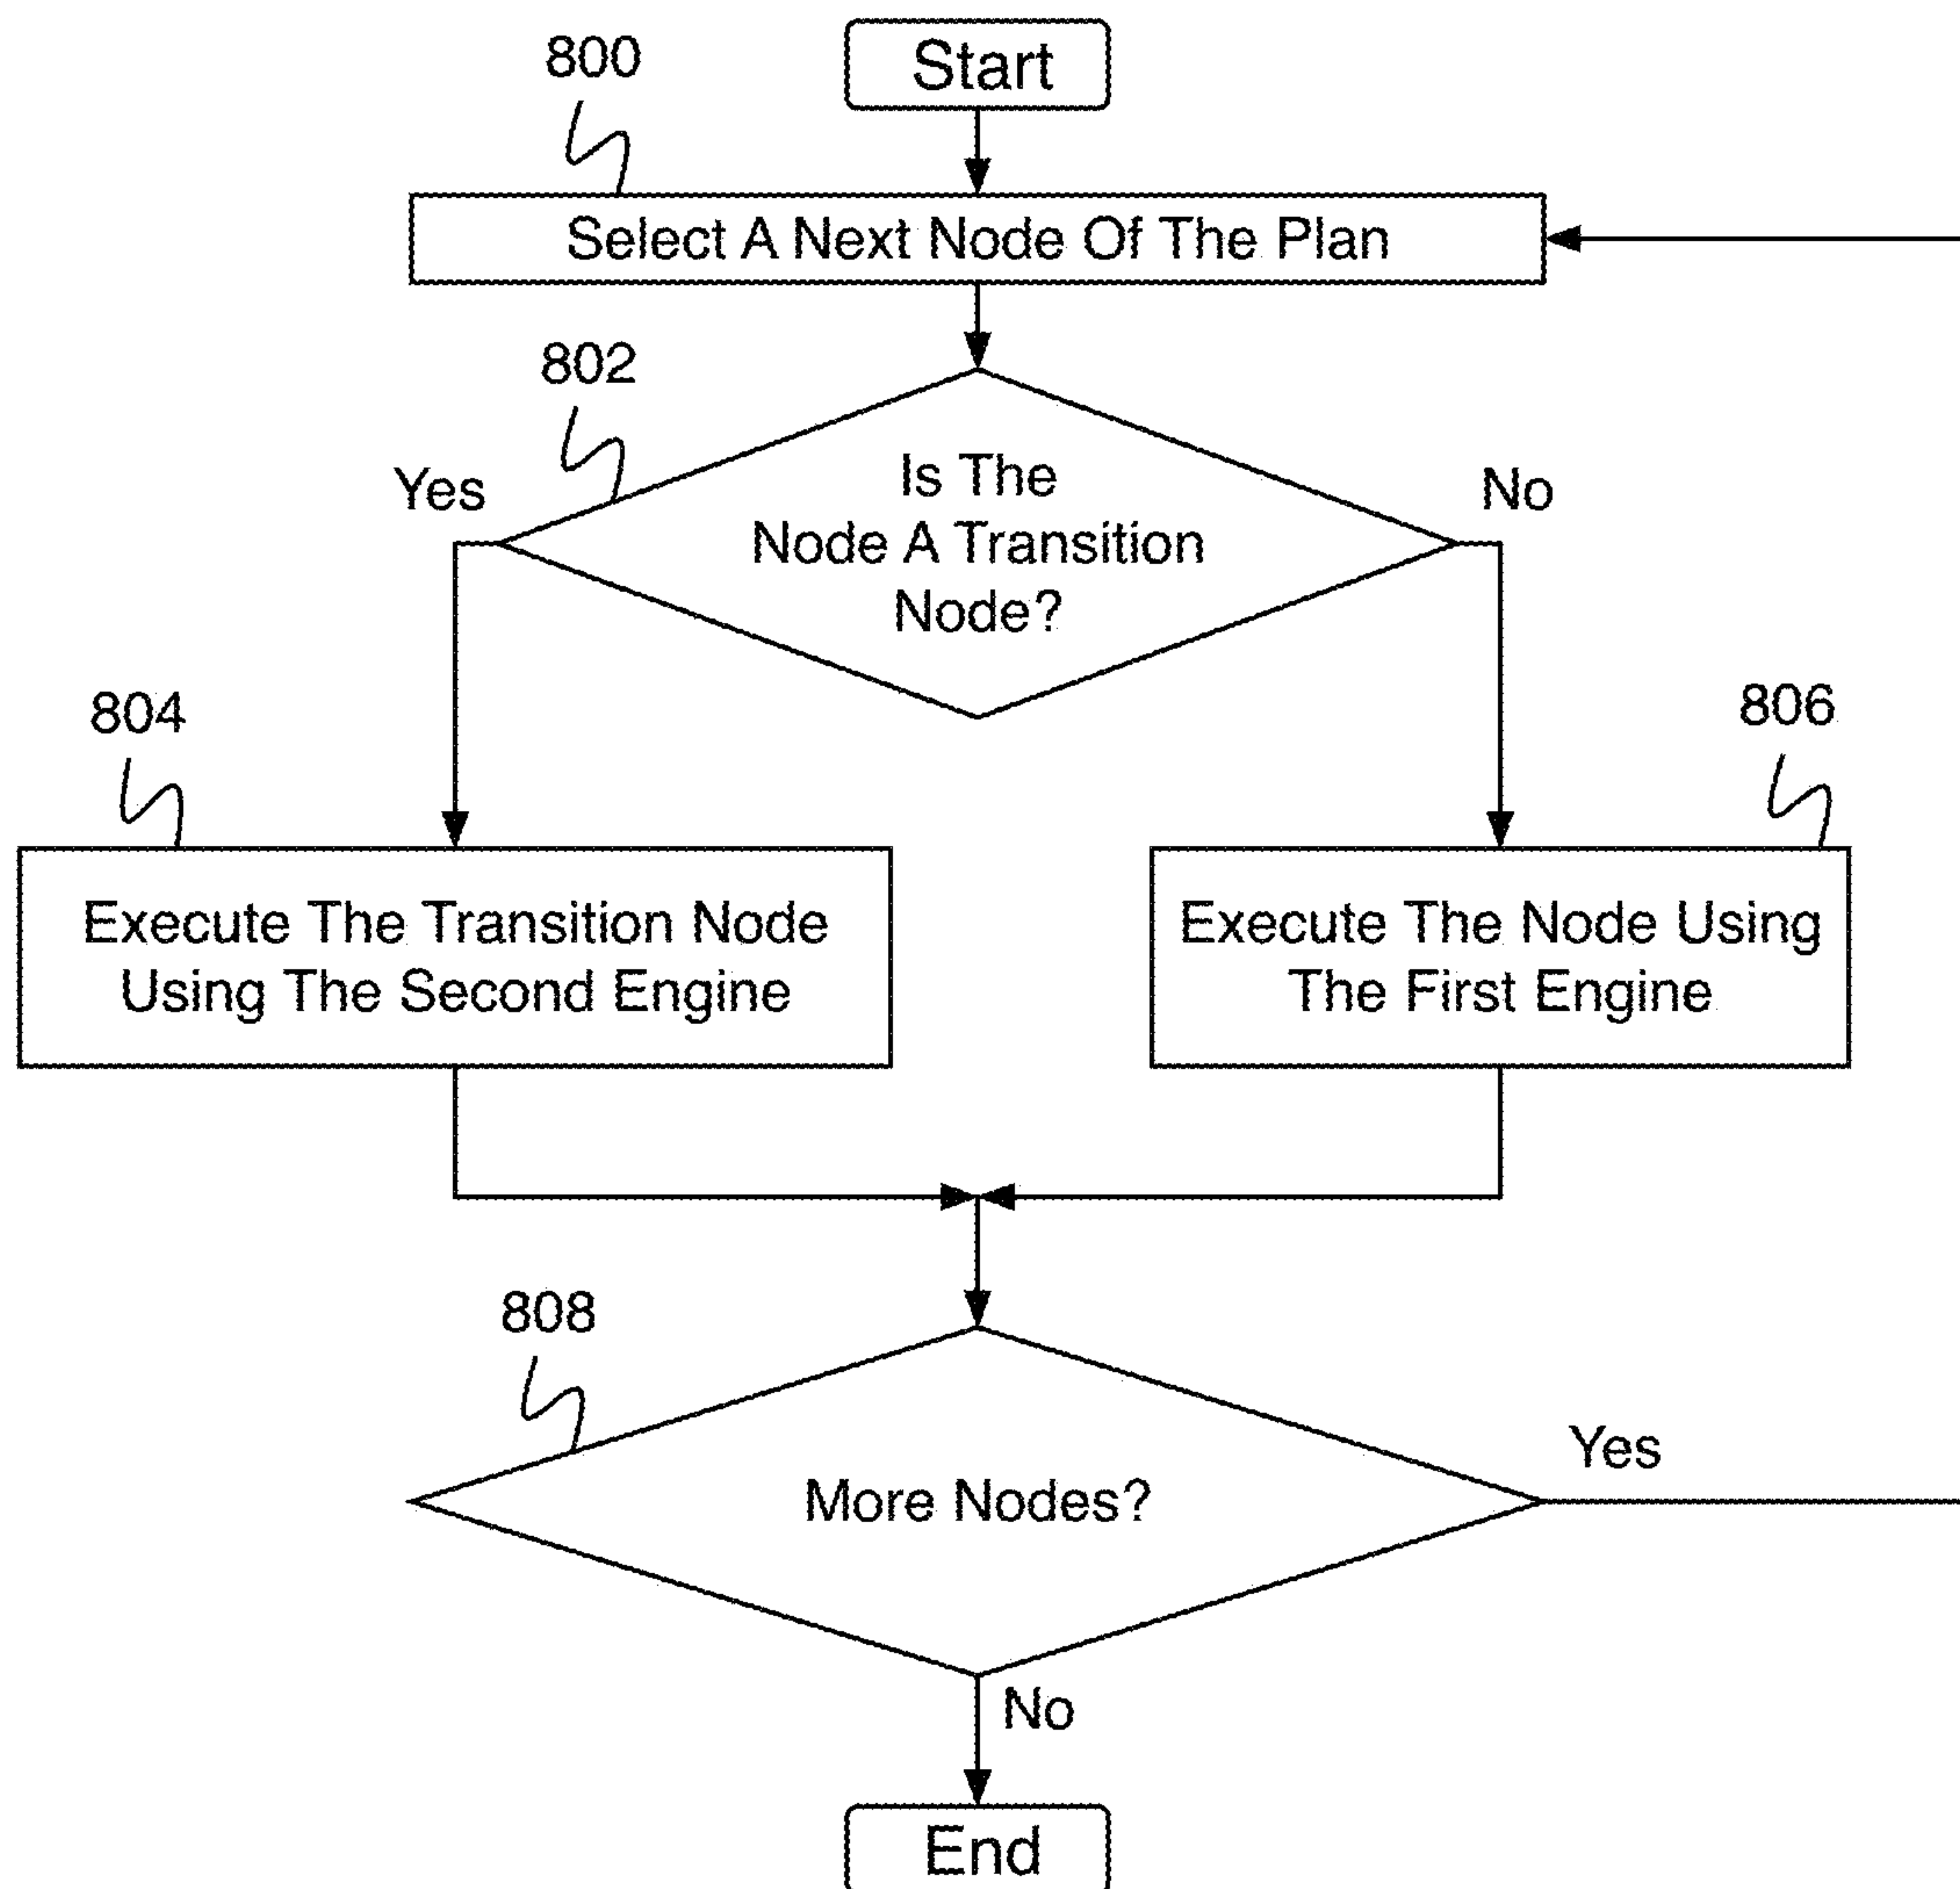 Start
800
Select A Next Node Of The Plan
802
Is The
Node A Transition
Node?
Yes
No
804
Execute The Transition Node
Using The Second Engine
806
Execute The Node Using
The First Engine
808
More Nodes?
Yes
No
End